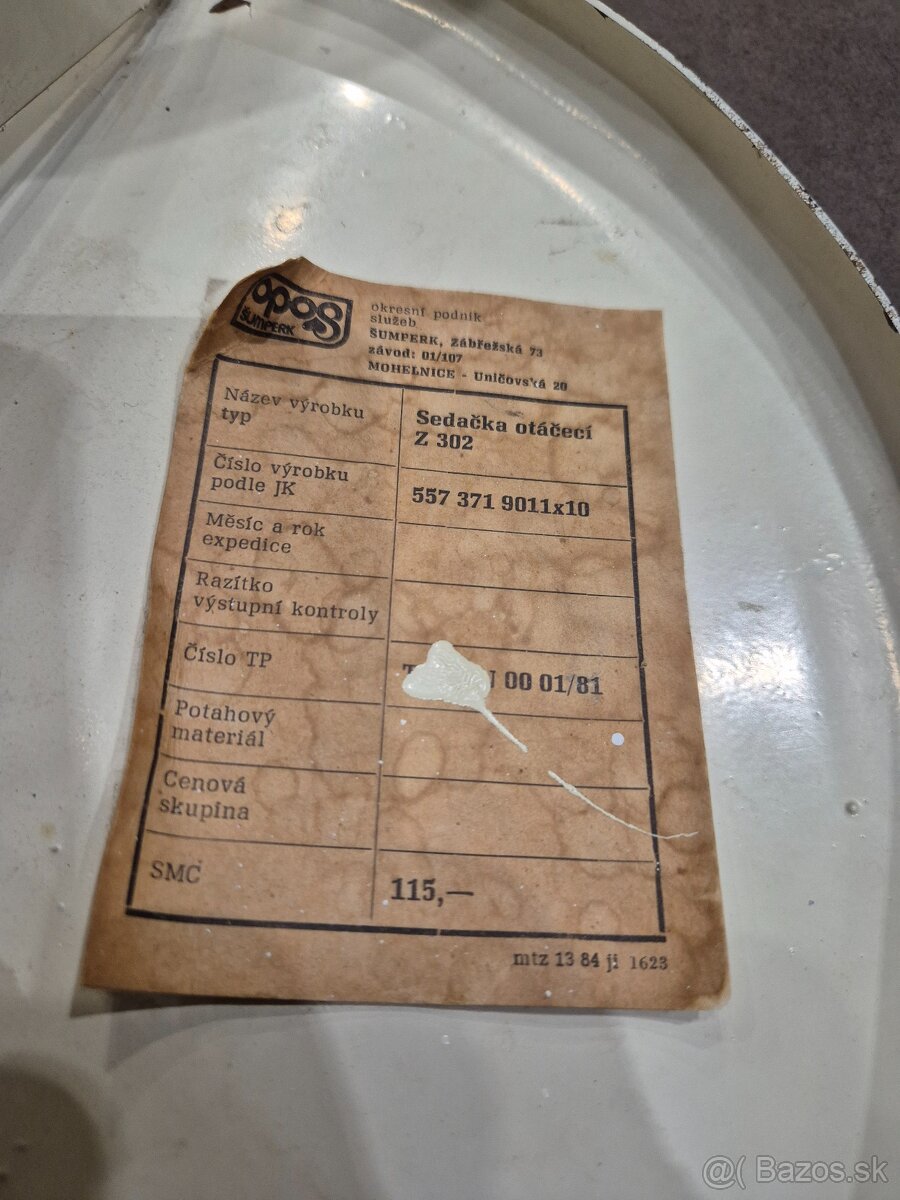 opos
ŠUMPERK
okresní podnik
služeb
ŠUMPERK, Zábřežská 73
závod: 01/107
MOHELNICE - Uničovská 20
Název výrobku
typ
Sedačka otáčecí
Z 302
Číslo výrobku
podle JK
557 371 9011x10
Měsíc a rok
expedice
Razítko
výstupní kontroly
Číslo TP
00 01/81
Potahový
materiál
Cenová
skupina
SMC
115,—
mtz 13 84 jí 1623
@( Bazos.sk